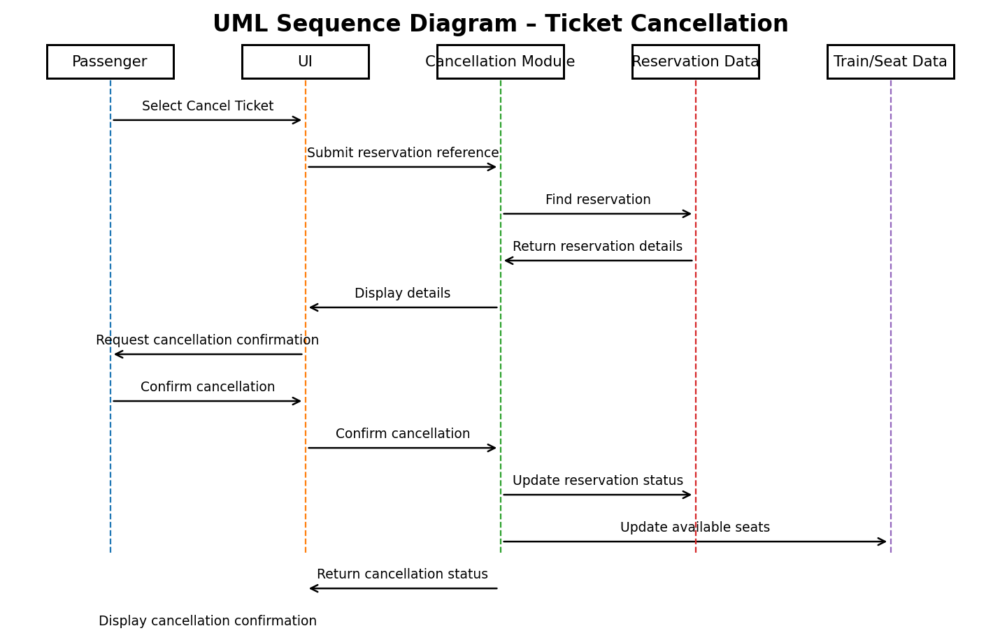 UML Sequence Diagram – Ticket Cancellation
Passenger
UI
Cancellation Module
Reservation Data
Train/Seat Data
Select Cancel Ticket
Submit reservation reference
Find reservation
Return reservation details
Display details
Request cancellation confirmation
Confirm cancellation
Confirm cancellation
Update reservation status
Update available seats
Return cancellation status
Display cancellation confirmation